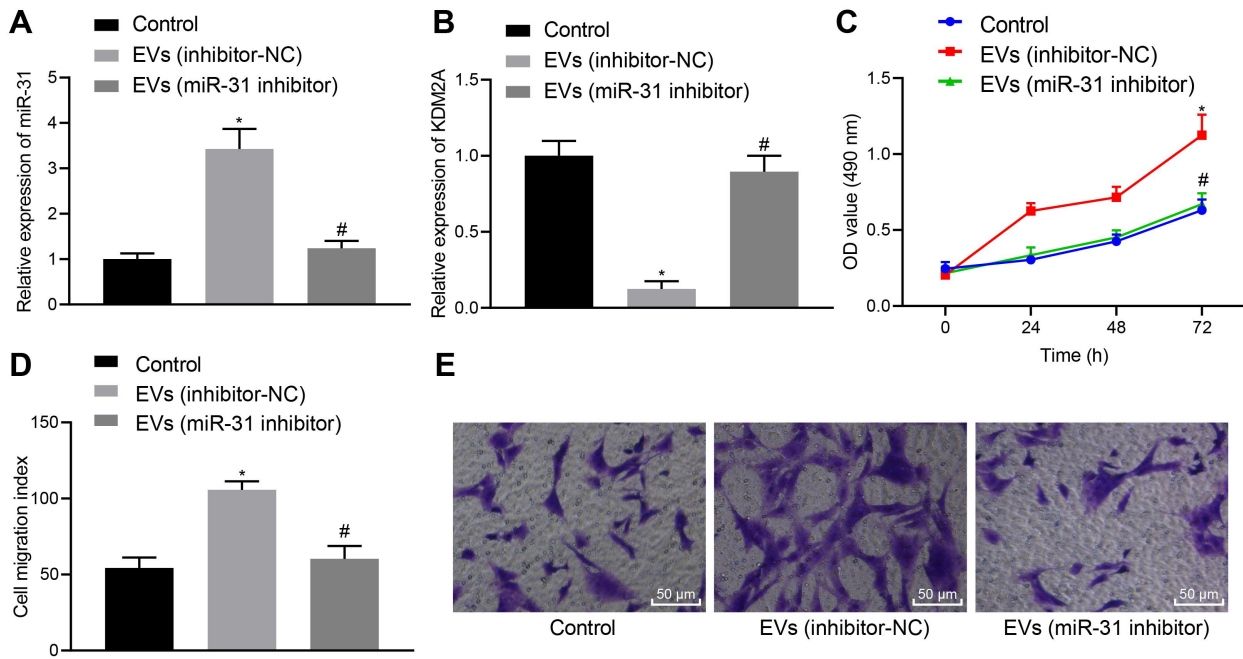 A
Control
EVs (inhibitor-NC)
EVs (miR-31 inhibitor)
Relative expression of miR-31
5
4
3
2
1
0
*
#
B
Control
EVs (inhibitor-NC)
EVs (miR-31 inhibitor)
Relative expression of KDM2A
1.5
1.0
0.5
0.0
*
#
C
Control
EVs (inhibitor-NC)
EVs (miR-31 inhibitor)
OD value (490 nm)
1.5
1.0
0.5
0.0
*
#
0 24 48 72
Time (h)
D
Control
EVs (inhibitor-NC)
EVs (miR-31 inhibitor)
Cell migration index
150
100
50
0
*
#
E
50 μm
50 μm
50 μm
Control
EVs (inhibitor-NC)
EVs (miR-31 inhibitor)